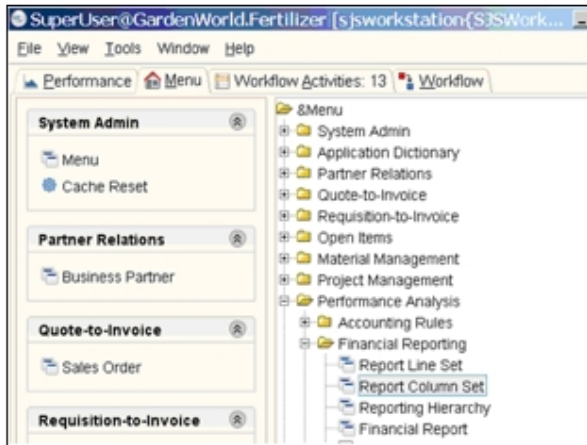 SuperUser@GardenWorld.Fertilizer [sjsworkstation{
File View Tools Window Help
Performance Menu Workflow Activities: 13 Workflow
System Admin
Menu
Cache Reset
Partner Relations
Business Partner
Quote-to-Invoice
Sales Order
Requisition-to-Invoice
&Menu
System Admin
Application Dictionary
Partner Relations
Quote-to-Invoice
Requisition-to-Invoice
Open Items
Material Management
Project Management
Performance Analysis
Accounting Rules
Financial Reporting
Report Line Set
Report Column Set
Reporting Hierarchy
Financial Report